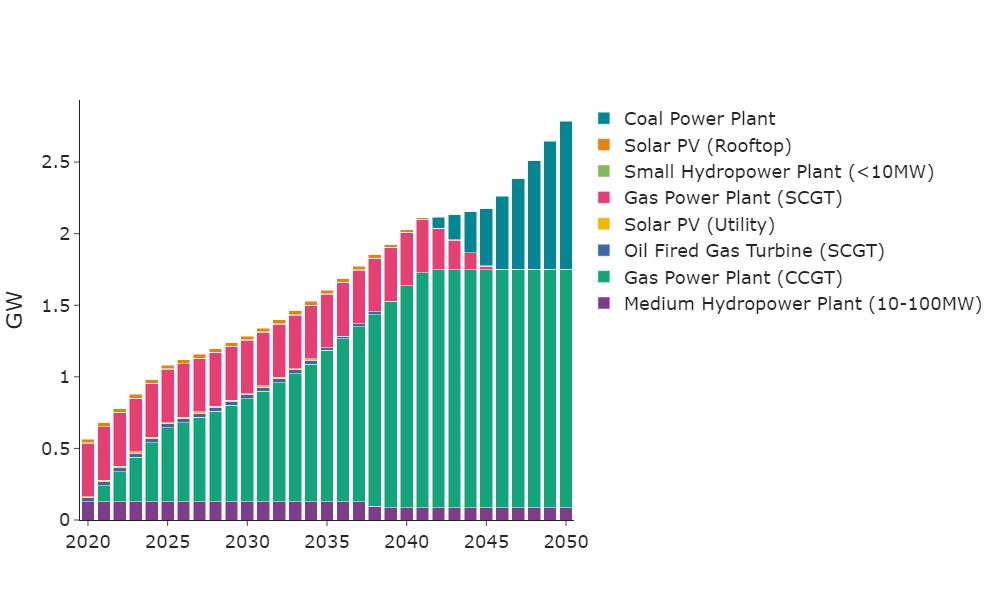 GW
2.5
2
1.5
1
0.5
0
2020 2025 2030 2035 2040 2045 2050
Coal Power Plant
Solar PV (Rooftop)
Small Hydropower Plant (<10MW)
Gas Power Plant (SCGT)
Solar PV (Utility)
Oil Fired Gas Turbine (SCGT)
Gas Power Plant (CCGT)
Medium Hydropower Plant (10-100MW)